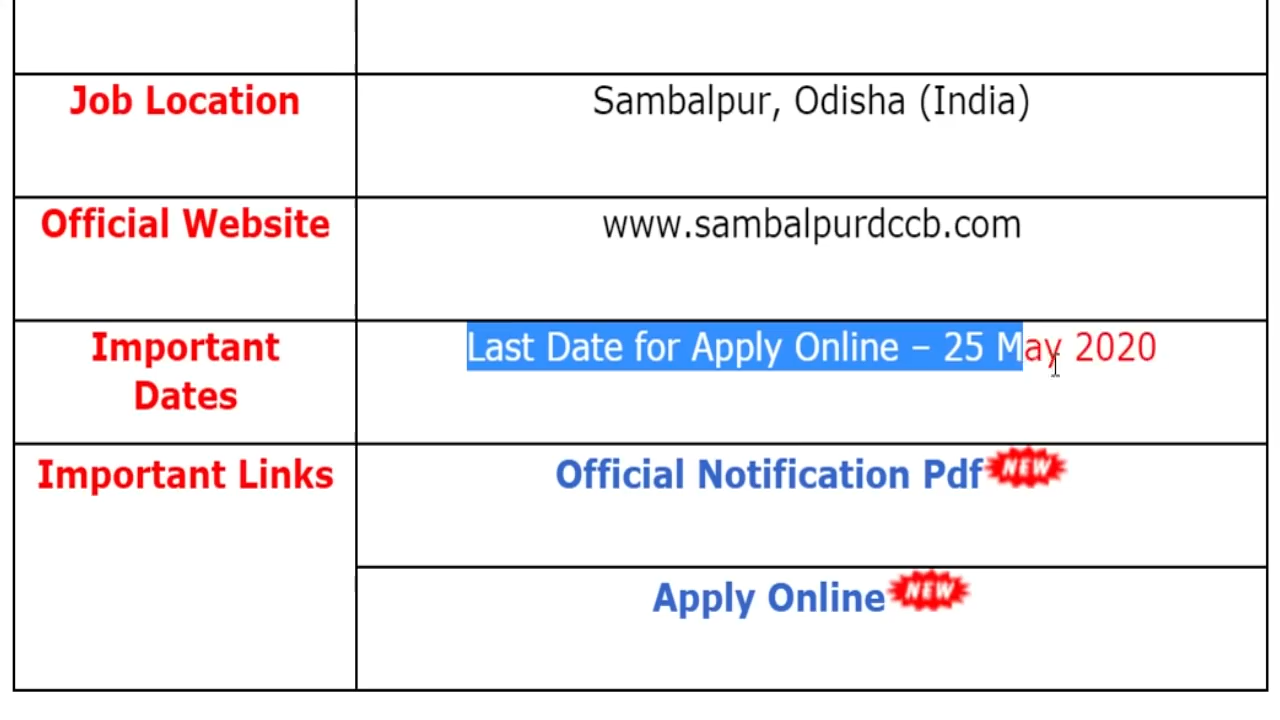 Job Location
Sambalpur, Odisha (India)
Official Website
www.sambalpurdccb.com
Important
Dates
Last Date for Apply Online – 25 May 2020
Important Links
Official Notification Pdf NEW
Apply Online NEW